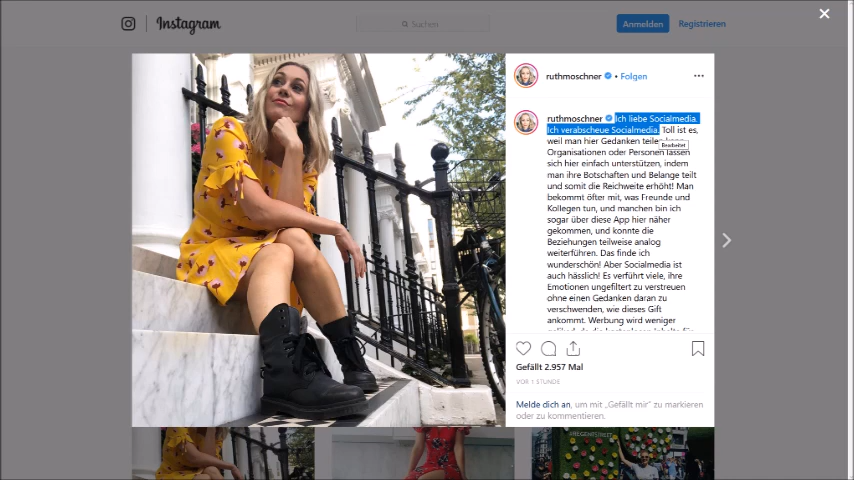 Instagram
Suchen
Anmelden
Registrieren
ruthmoschner • Folgen
ruthmoschner Ich liebe Socialmedia.
Ich verabscheue Socialmedia. Toll ist es,
weil man hier Gedanken teilen
Bearbeitet
Organisationen oder Personen lassen
sich hier einfach unterstützen, indem
man ihre Botschaften und Belange teilt
und somit die Reichweite erhöht! Man
bekommt öfter mit, was Freunde und
Kollegen tun, und manchen bin ich
sogar über diese App hier näher
gekommen, und konnte die
Beziehungen teilweise analog
weiterführen. Das finde ich
wunderschön! Aber Socialmedia ist
auch hässlich! Es verführt viele, ihre
Emotionen ungefiltert zu verstreuen
ohne einen Gedanken daran zu
verschwenden, wie dieses Gift
ankommt. Werbung wird weniger
Gefällt 2.957 Mal
VOR 1 STUNDE
Melde dich an, um mit „Gefällt mir“ zu markieren
oder zu kommentieren.